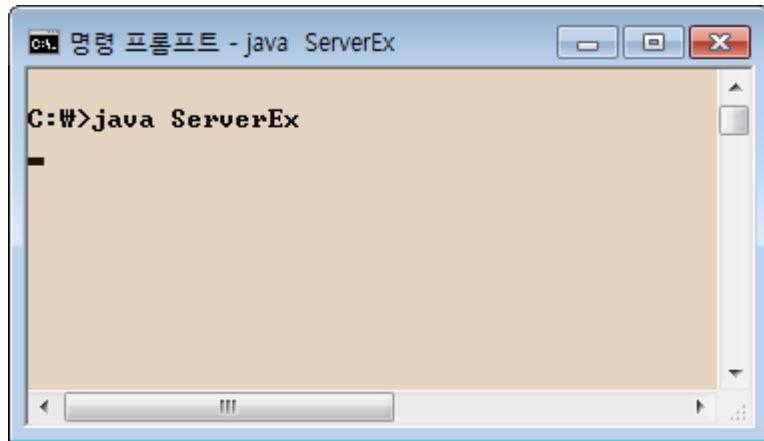 명령 프롬프트 - java ServerEx
C:₩>java ServerEx